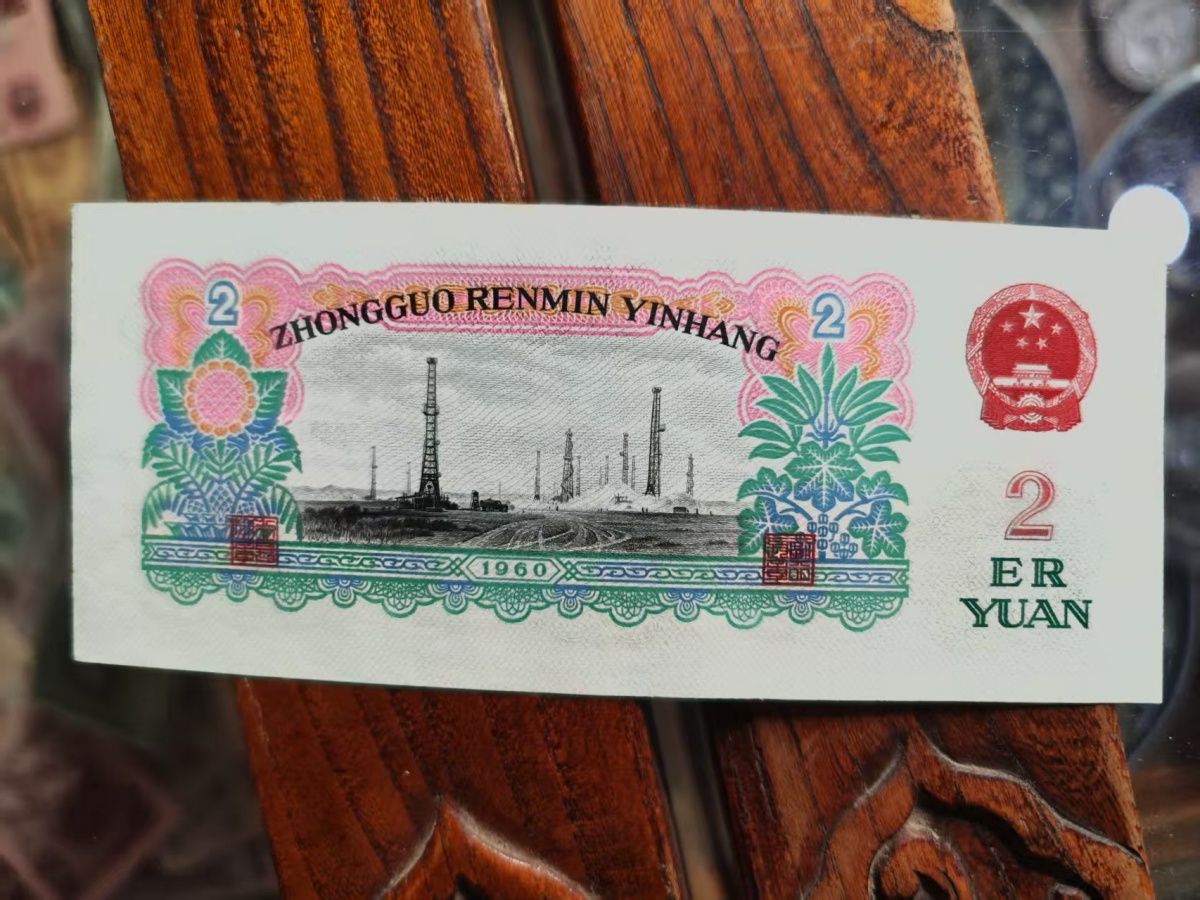 2
2
ZHONGGUO RENMIN YINHANG
1960
2
ER
YUAN